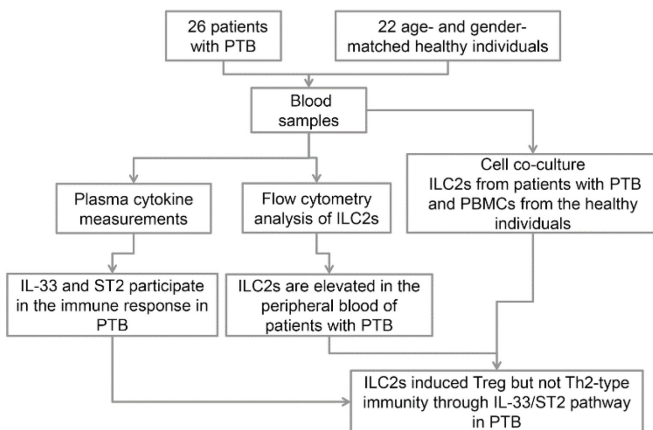 26 patients
with PTB
22 age- and gender-
matched healthy individuals
Blood
samples
Plasma cytokine
measurements
Flow cytometry
analysis of ILC2s
Cell co-culture
ILC2s from patients with PTB
and PBMCs from the healthy
individuals
IL-33 and ST2 participate
in the immune response in
PTB
ILC2s are elevated in the
peripheral blood of
patients with PTB
ILC2s induced Treg but not Th2-type
immunity through IL-33/ST2 pathway
in PTB